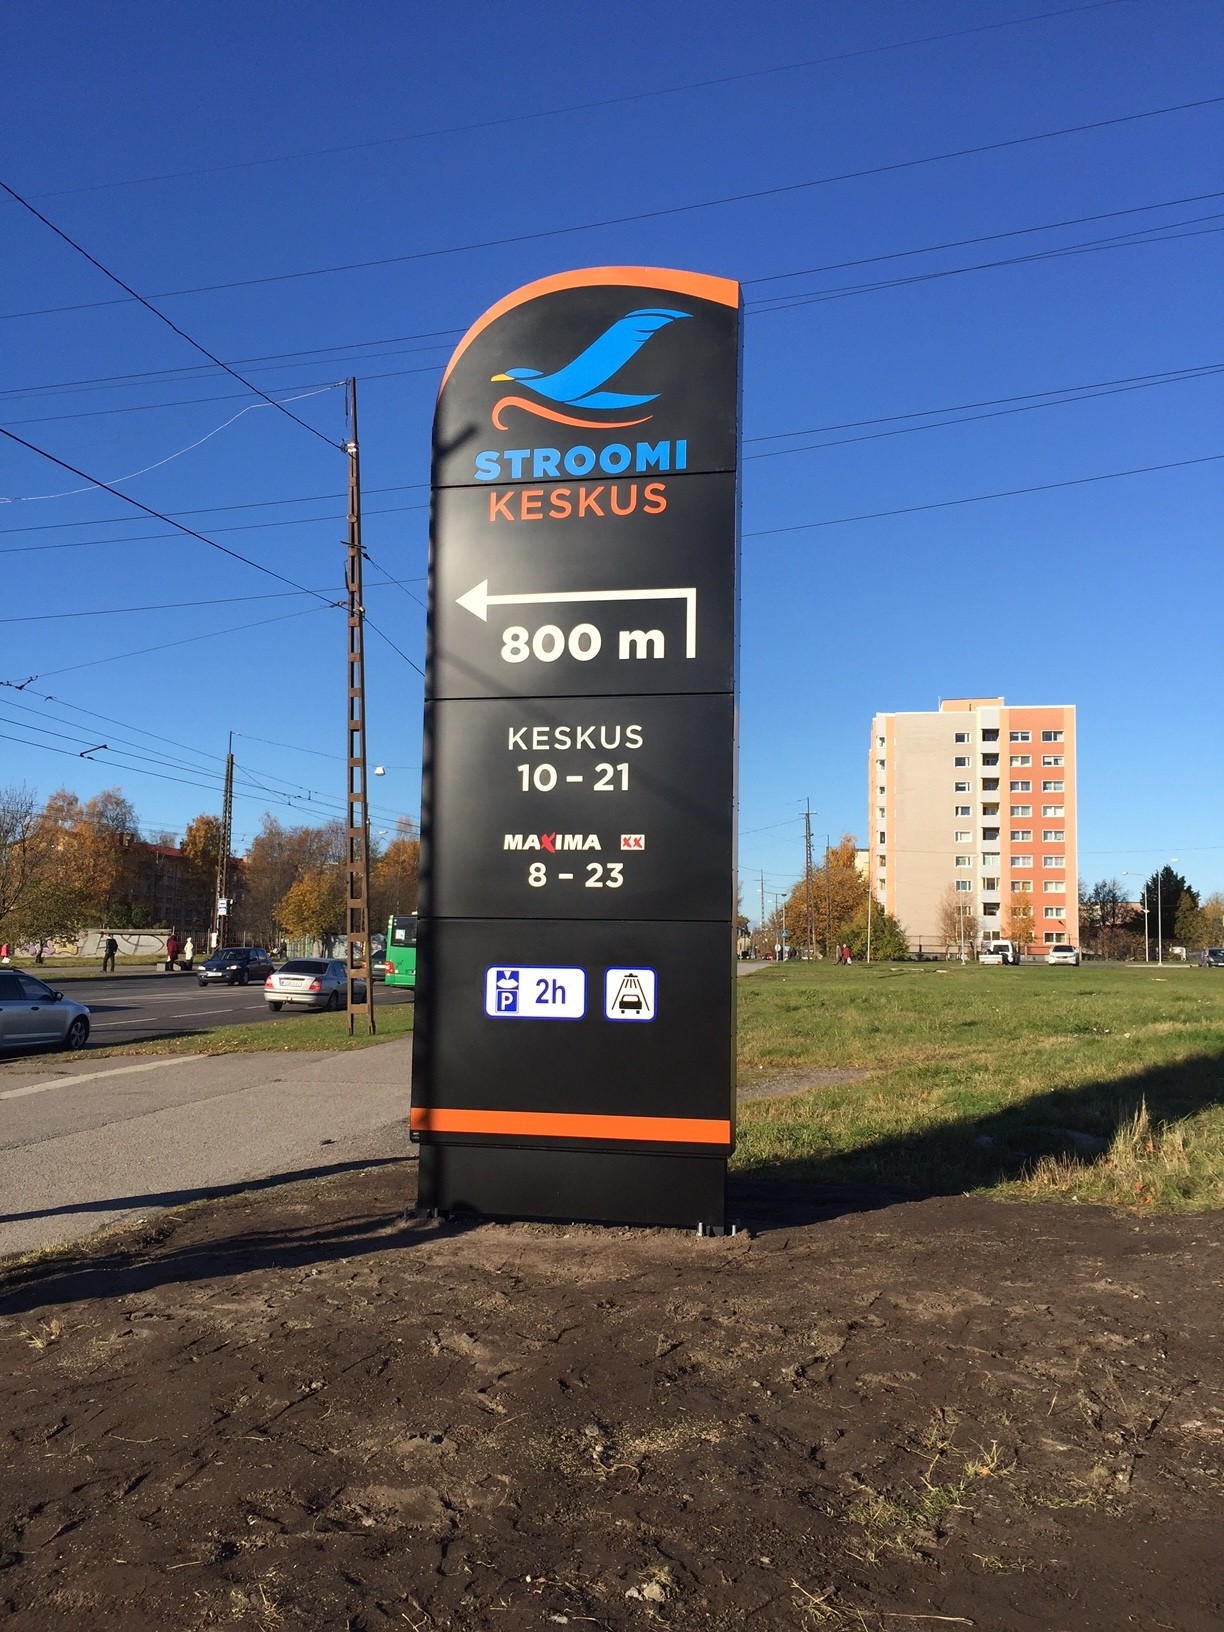 STROOMI
KESKUS
800 m
KESKUS
10 – 21
MAXIMA XX
8 – 23
P 2h